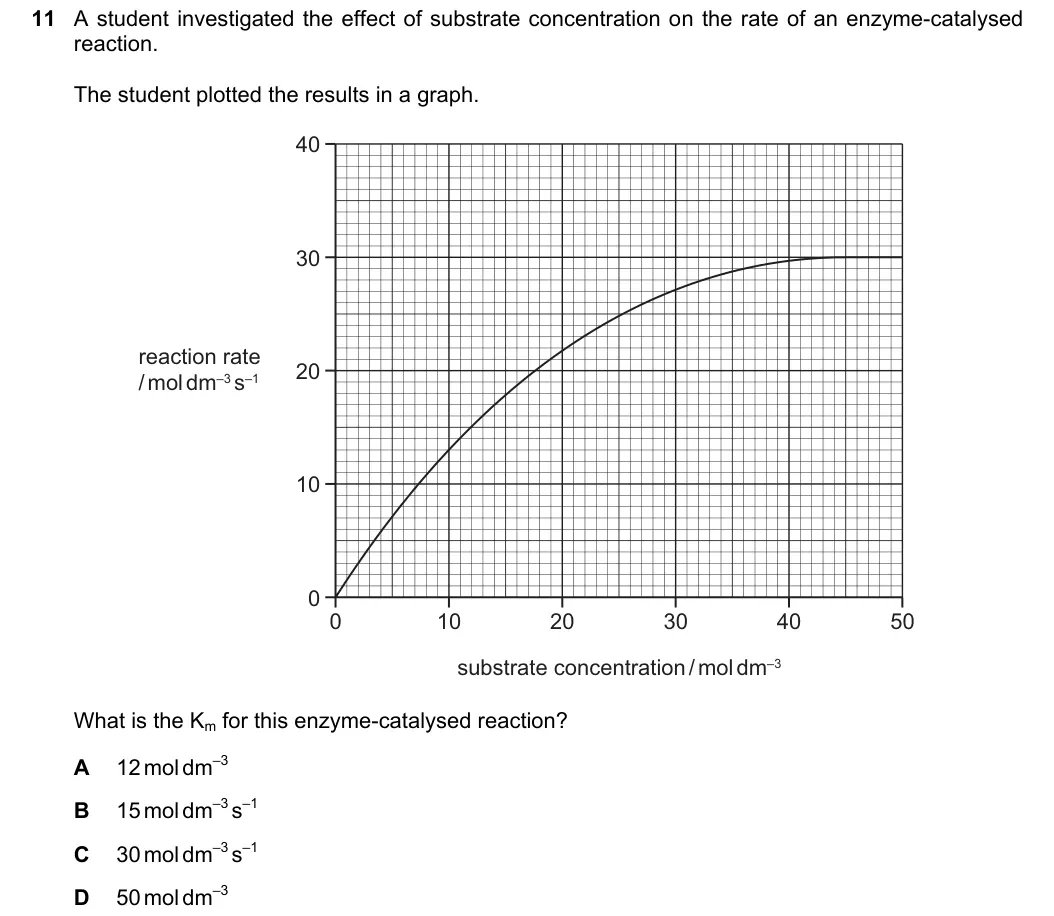 11 A student investigated the effect of substrate concentration on the rate of an enzyme-catalysed
reaction.
The student plotted the results in a graph.
40
30
20
10
0
reaction rate
/ mol dm⁻³ s⁻¹
0 10 20 30 40 50
substrate concentration / mol dm⁻³
What is the Kₘ for this enzyme-catalysed reaction?
A 12 mol dm⁻³
B 15 mol dm⁻³ s⁻¹
C 30 mol dm⁻³ s⁻¹
D 50 mol dm⁻³